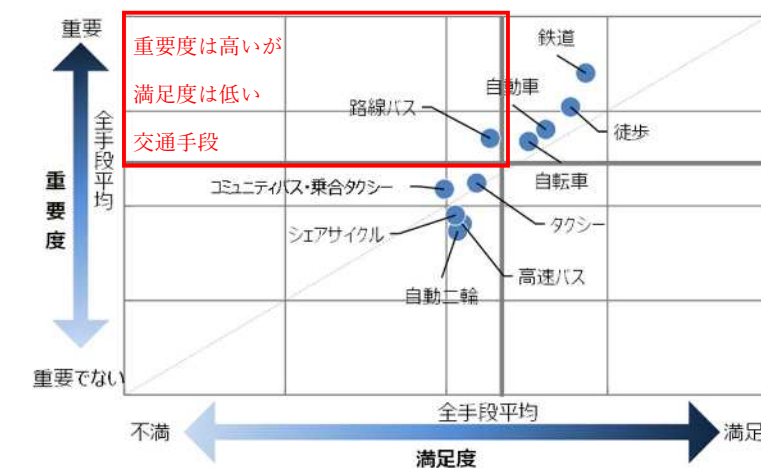 重要
重要度は高いが
満足度は低い
交通手段
鉄道
自動車
路線バス
徒歩
全手段平均
自転車
重要度
コミュニティバス・乗合タクシー
タクシー
シェアサイクル
高速バス
自動二輪
重要でない
全手段平均
不満
満足
満足度